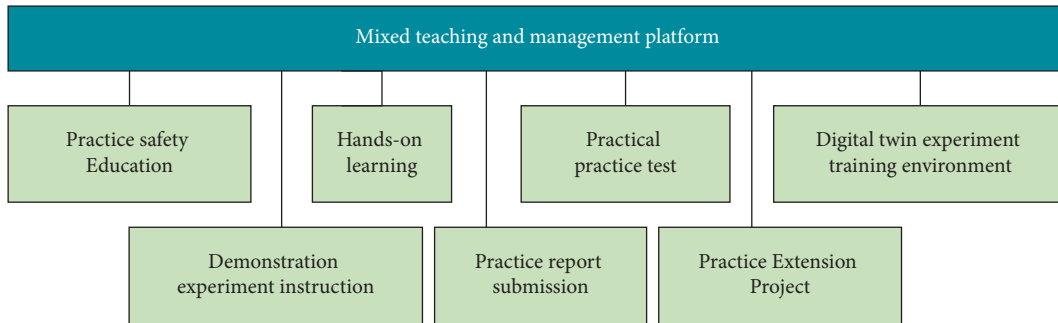 Mixed teaching and management platform
Practice safety
Education
Hands-on
learning
Practical
practice test
Digital twin experiment
training environment
Demonstration
experiment instruction
Practice report
submission
Practice Extension
Project